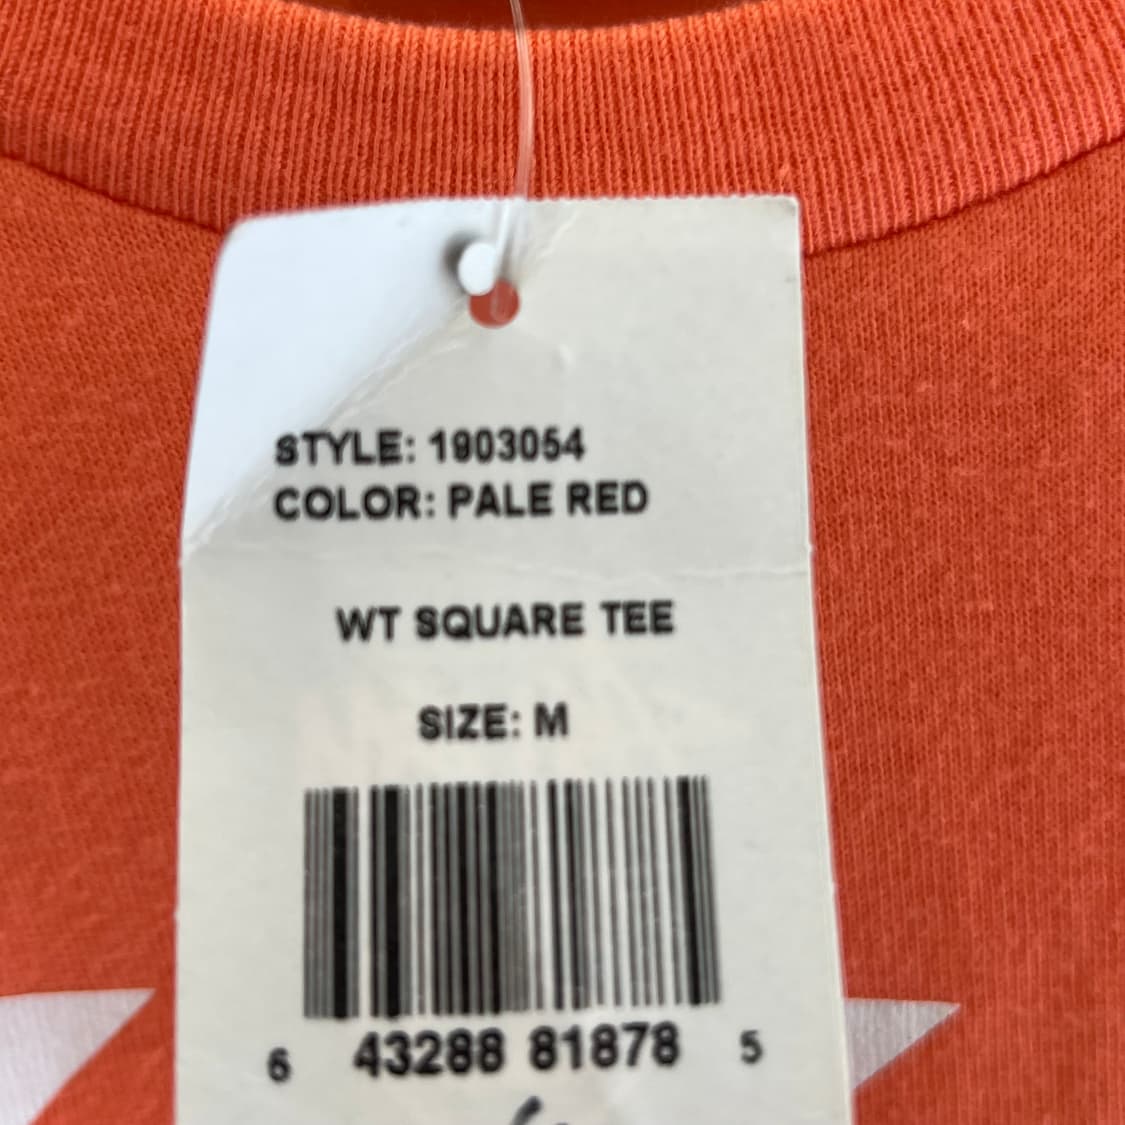 STYLE: 1903054
COLOR: PALE RED
WT SQUARE TEE
SIZE: M
6 43288 81878 5